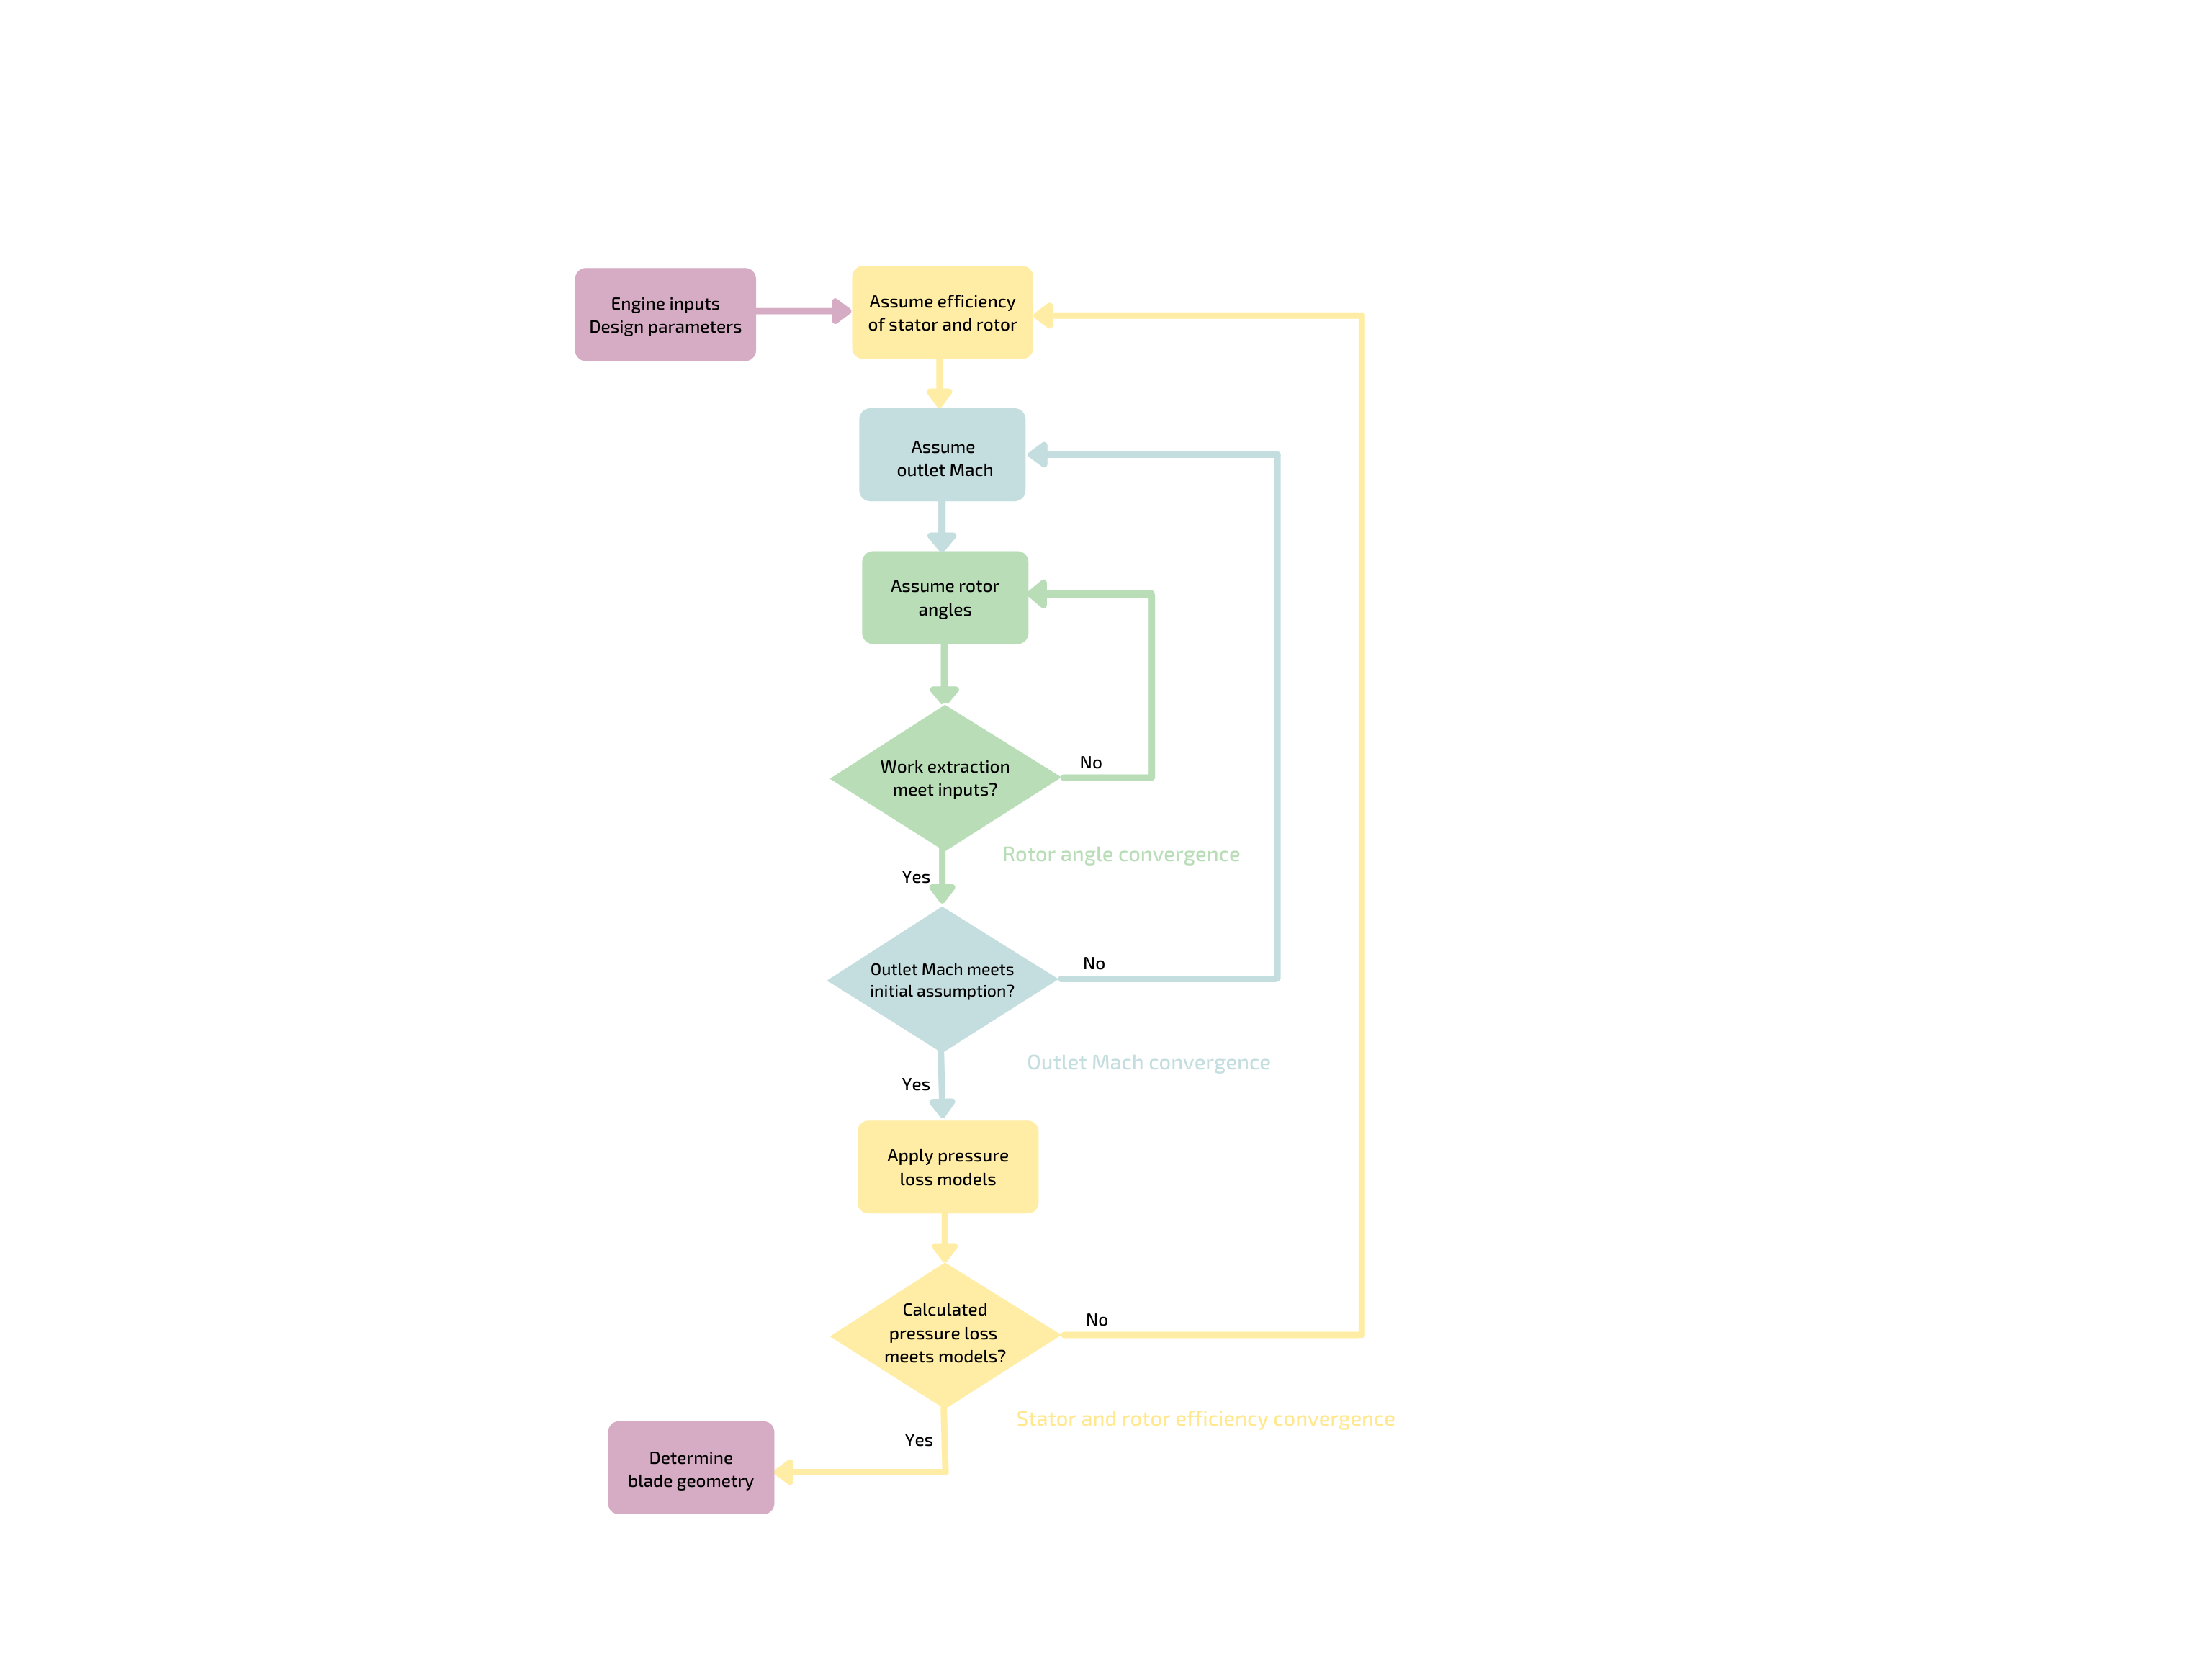 Engine inputs
Design parameters
Assume efficiency
of stator and rotor
Assume
outlet Mach
Assume rotor
angles
Work extraction
meet inputs?
No
Rotor angle convergence
Yes
Outlet Mach meets
initial assumption?
No
Outlet Mach convergence
Yes
Apply pressure
loss models
Calculated
pressure loss
meets models?
No
Stator and rotor efficiency convergence
Yes
Determine
blade geometry